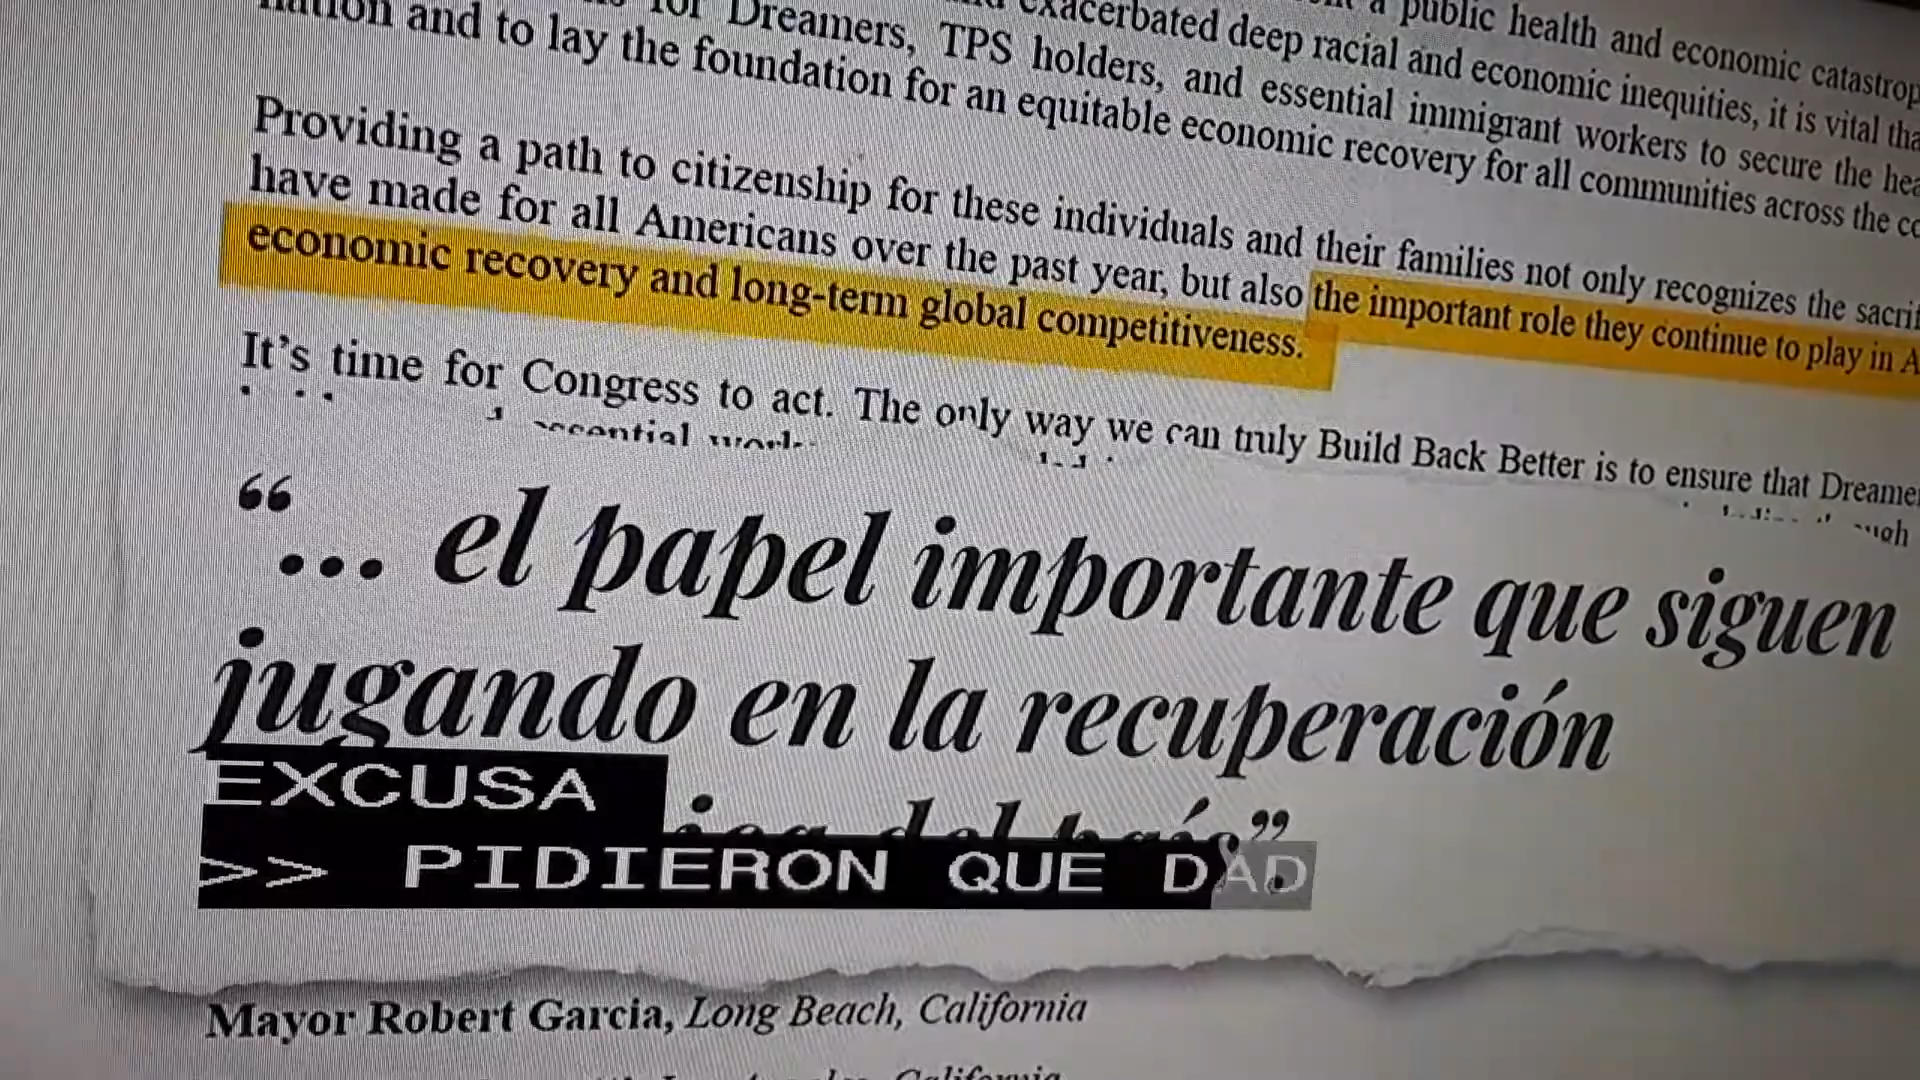 for Dreamers, TPS holders, and essential immigrant workers to secure the
exacerbated deep racial and economic inequities, it is vital
public health and economic
and to lay the foundation for an equitable economic recovery for all communities across the
Providing a path to citizenship for these individuals and their families not only recognizes the
have made for all Americans over the past year, but also the important role they continue to play in
economic recovery and long-term global competitiveness.
It's time for Congress to act. The only way we can truly Build Back Better is to ensure that
“... el papel importante que siguen
jugando en la recuperación
del país”.
EXCUSA
>> PIDIERON QUE DAD
Mayor Robert Garcia, Long Beach, California
California